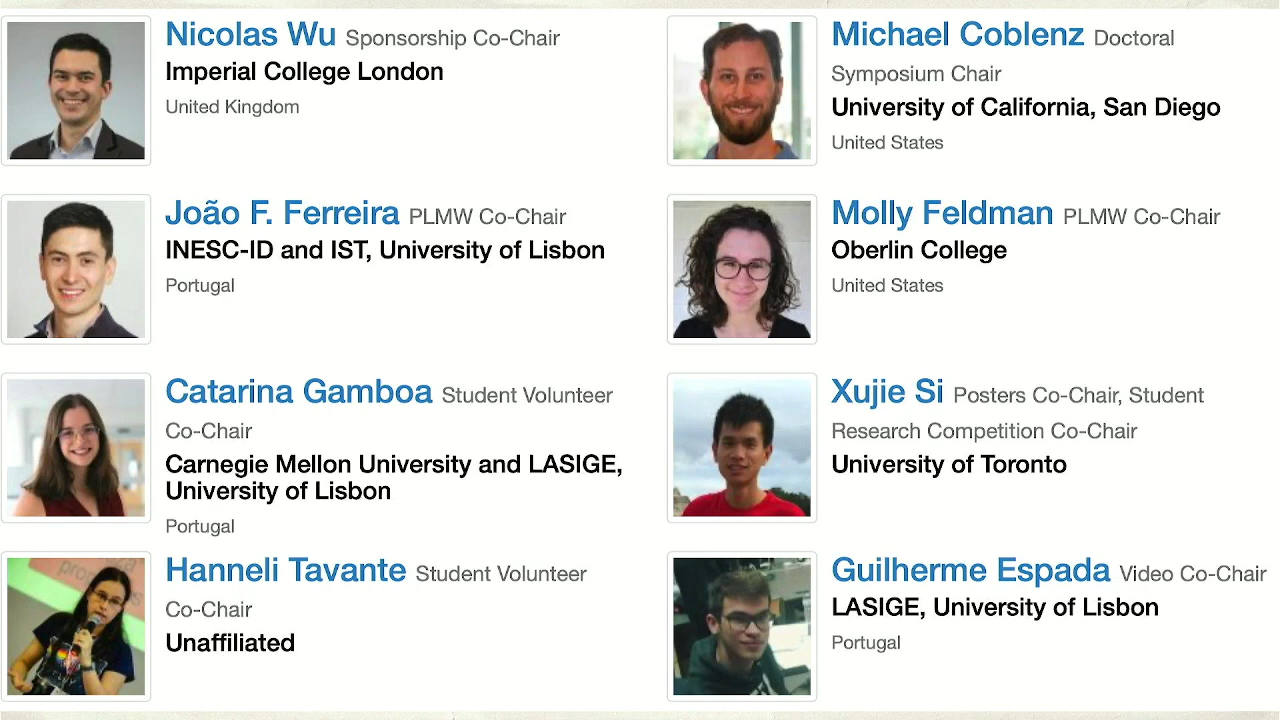 Nicolas Wu Sponsorship Co-Chair
Imperial College London
United Kingdom
Michael Coblenz Doctoral
Symposium Chair
University of California, San Diego
United States
João F. Ferreira PLMW Co-Chair
INESC-ID and IST, University of Lisbon
Portugal
Molly Feldman PLMW Co-Chair
Oberlin College
United States
Catarina Gamboa Student Volunteer
Co-Chair
Carnegie Mellon University and LASIGE,
University of Lisbon
Portugal
Xujie Si Posters Co-Chair, Student
Research Competition Co-Chair
University of Toronto
Hanneli Tavante Student Volunteer
Co-Chair
Unaffiliated
Guilherme Espada Video Co-Chair
LASIGE, University of Lisbon
Portugal